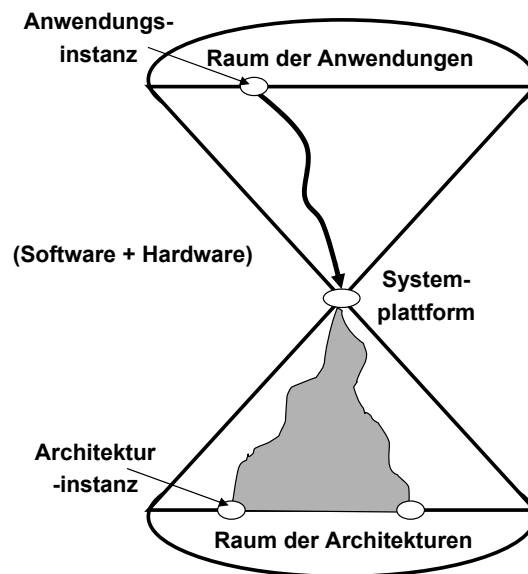 Anwendungs-
instanz
Raum der Anwendungen
(Software + Hardware)
System-
plattform
Architektur
-instanz
Raum der Architekturen